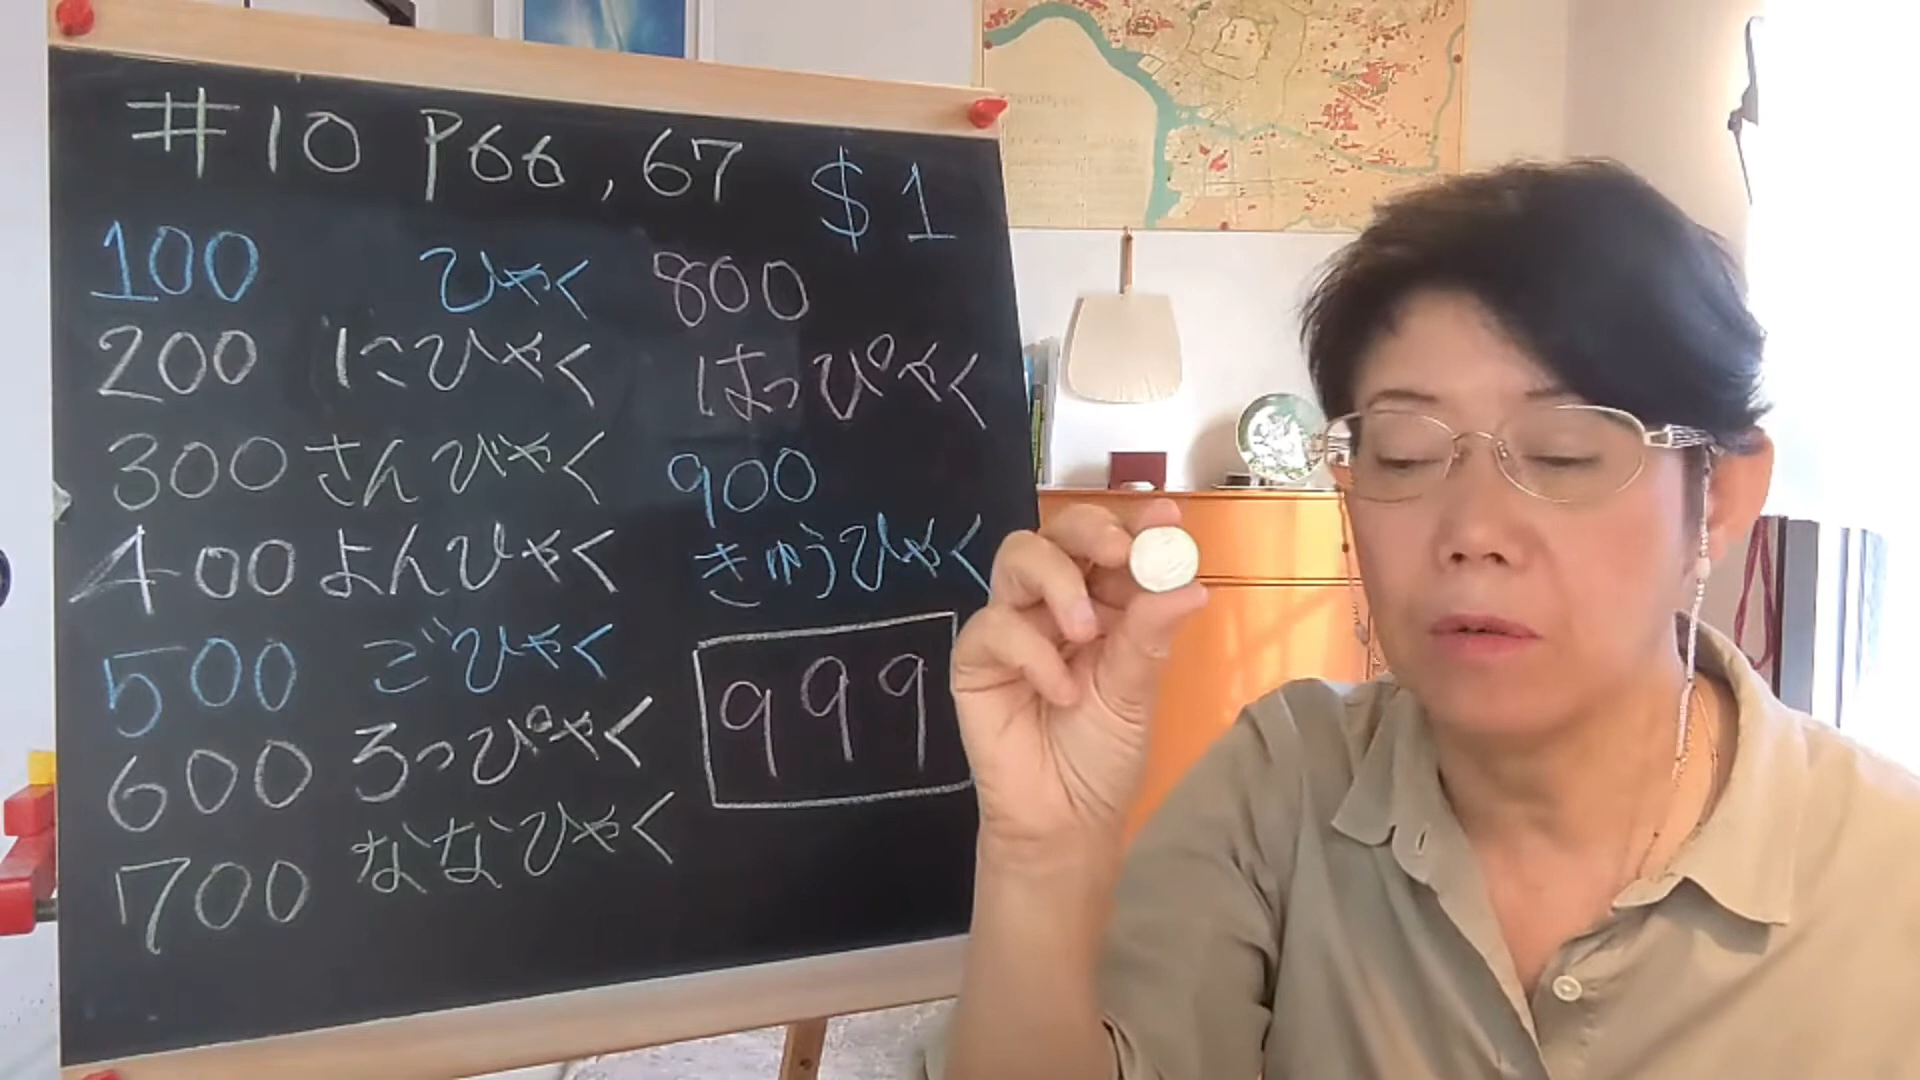 #10 P66, 67
$1
100 ひゃく
200 にひゃく
300 さんびゃく
400 よんひゃく
500 ごひゃく
600 ろっぴゃく
700 ななひゃく
800
はっぴゃく
900
きゅうひゃく
999